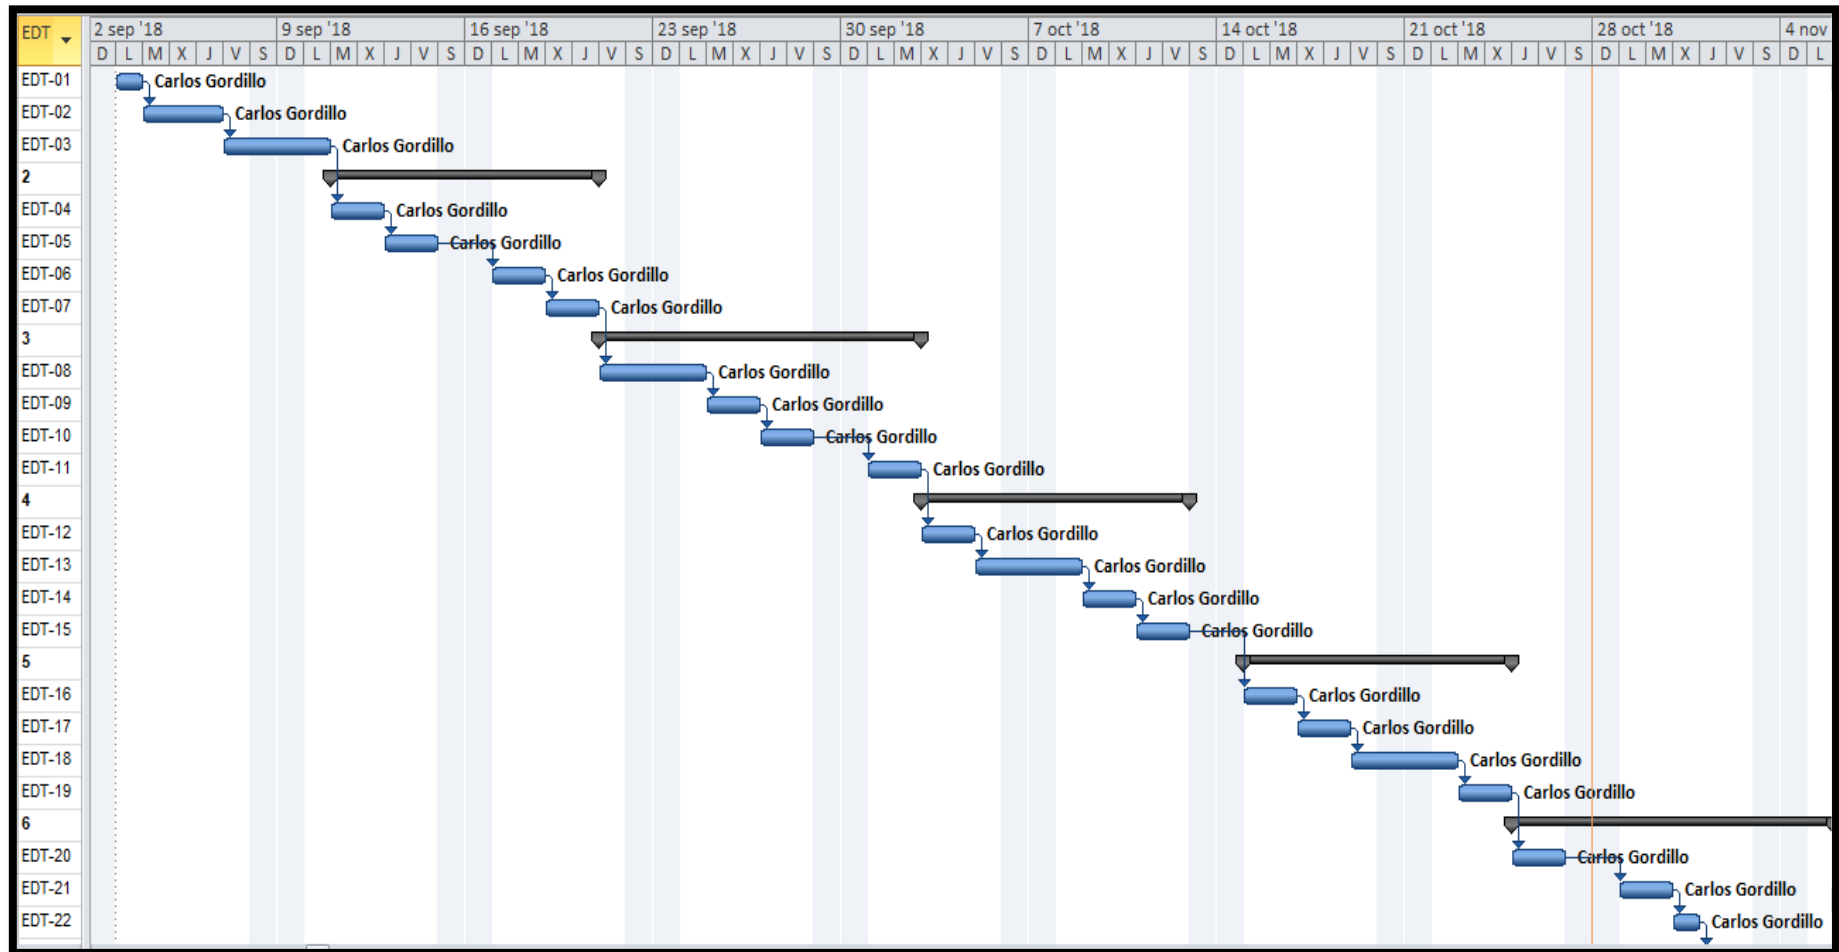 EDT 2 sep '18 9 sep '18 16 sep '18 23 sep '18 30 sep '18 7 oct '18 14 oct '18 21 oct '18 28 oct '18 4 nov
D L M X J V S D L M X J V S D L M X J V S D L M X J V S D L M X J V S D L M X J V S D L M X J V S D L M X J V S D L M X J V S D L
EDT-01 Carlos Gordillo
EDT-02 Carlos Gordillo
EDT-03 Carlos Gordillo
2
EDT-04 Carlos Gordillo
EDT-05 Carlos Gordillo
EDT-06 Carlos Gordillo
EDT-07 Carlos Gordillo
3
EDT-08 Carlos Gordillo
EDT-09 Carlos Gordillo
EDT-10 Carlos Gordillo
EDT-11 Carlos Gordillo
4
EDT-12 Carlos Gordillo
EDT-13 Carlos Gordillo
EDT-14 Carlos Gordillo
EDT-15 Carlos Gordillo
5
EDT-16 Carlos Gordillo
EDT-17 Carlos Gordillo
EDT-18 Carlos Gordillo
EDT-19 Carlos Gordillo
6
EDT-20 Carlos Gordillo
EDT-21 Carlos Gordillo
EDT-22 Carlos Gordillo